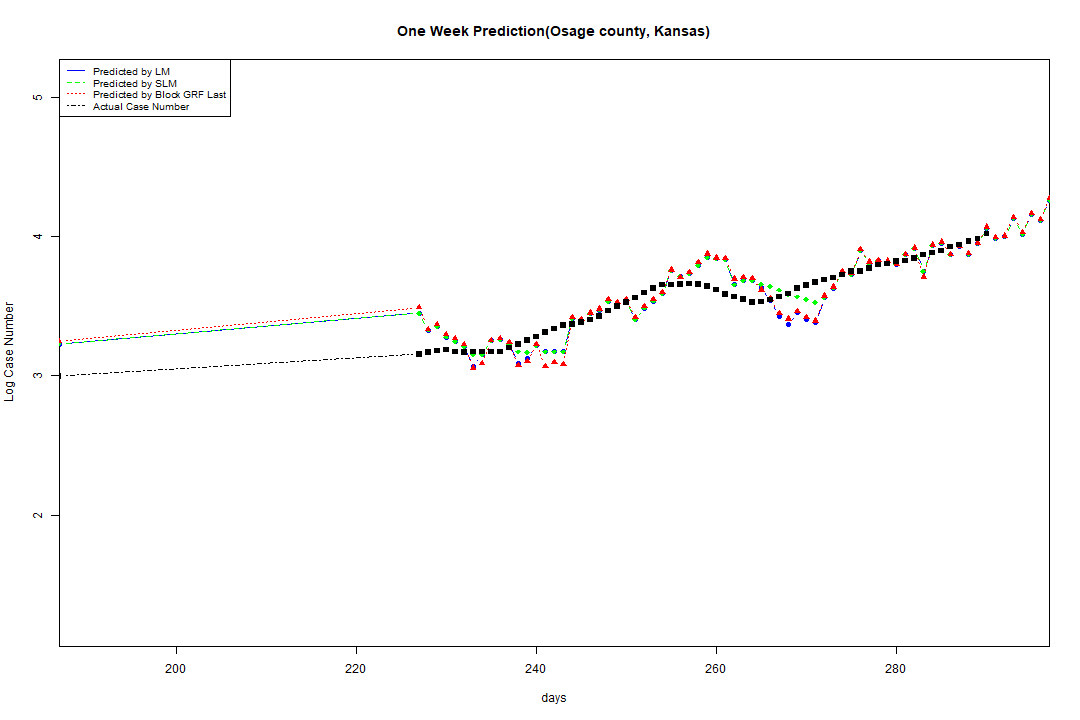 One Week Prediction(Osage county, Kansas)
Predicted by LM
Predicted by SLM
Predicted by Block GRF Last
Actual Case Number
5
4
3
2
Log Case Number
200 220 240 260 280
days